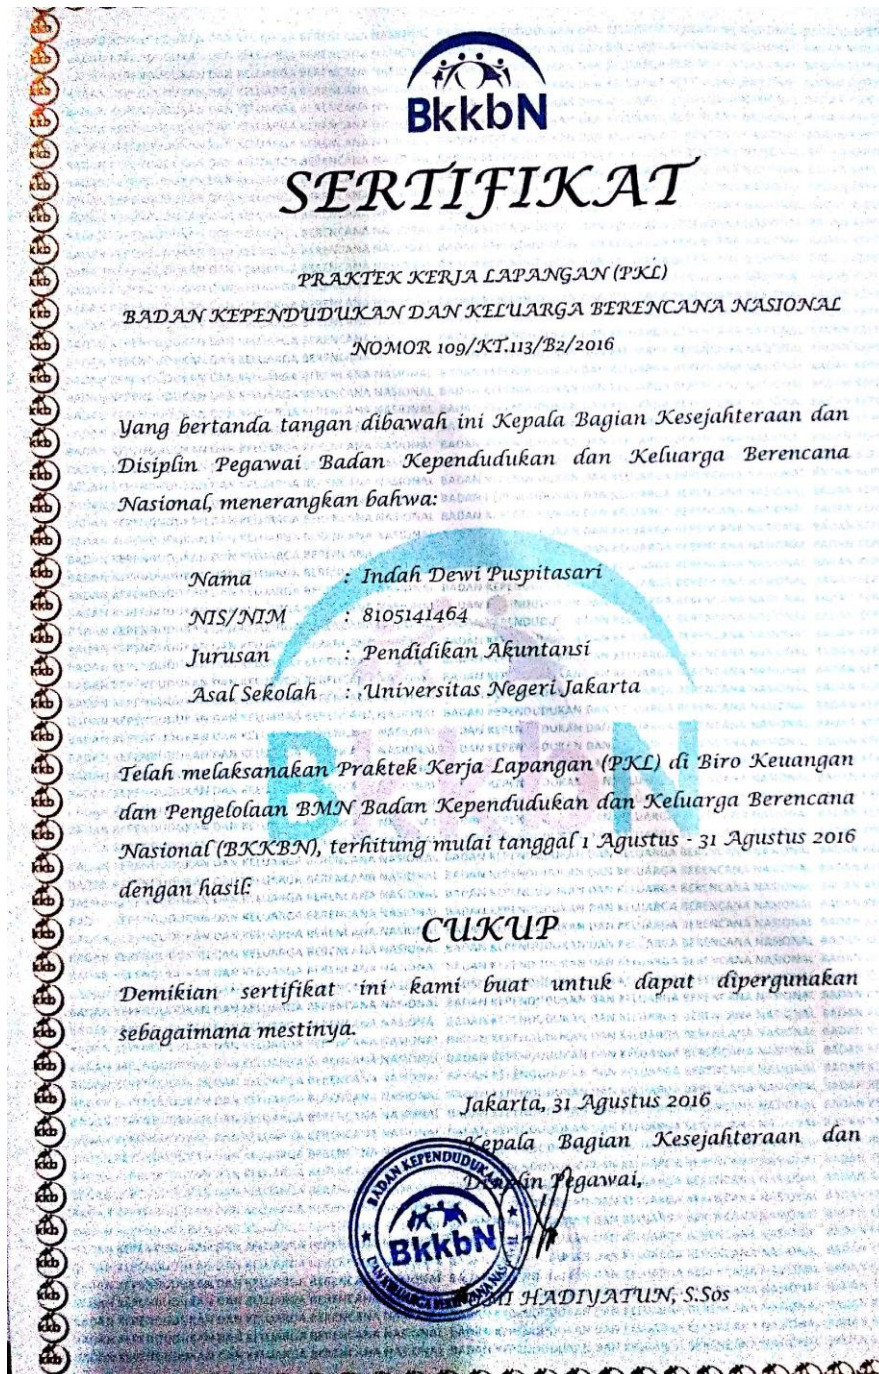 BkkbN
SERTIFIKAT
PRAKTEK KERJA LAPANGAN (PKL)
BADAN KEPENDUDUKAN DAN KELUARGA BERENCANA NASIONAL
NOMOR 109/KT.113/B2/2016
Yang bertanda tangan dibawah ini Kepala Bagian Kesejahteraan dan
Disiplin Pegawai Badan Kependudukan dan Keluarga Berencana
Nasional, menerangkan bahwa:
Nama : Indah Dewi Puspitasari
NIS/NIM : 8105141464
Jurusan : Pendidikan Akuntansi
Asal Sekolah : Universitas Negeri Jakarta
BkkbN
Telah melaksanakan Praktek Kerja Lapangan (PKL) di Biro Keuangan
dan Pengelolaan BMN Badan Kependudukan dan Keluarga Berencana
Nasional (BKKBN), terhitung mulai tanggal 1 Agustus - 31 Agustus 2016
dengan hasil:
CUKUP
Demikian sertifikat ini kami buat untuk dapat dipergunakan
sebagaimana mestinya.
Jakarta, 31 Agustus 2016
Kepala Bagian Kesejahteraan dan
Disiplin Pegawai,
BADAN KEPENDUDUKAN
BkkbN
HADIYATUN, S.Sos